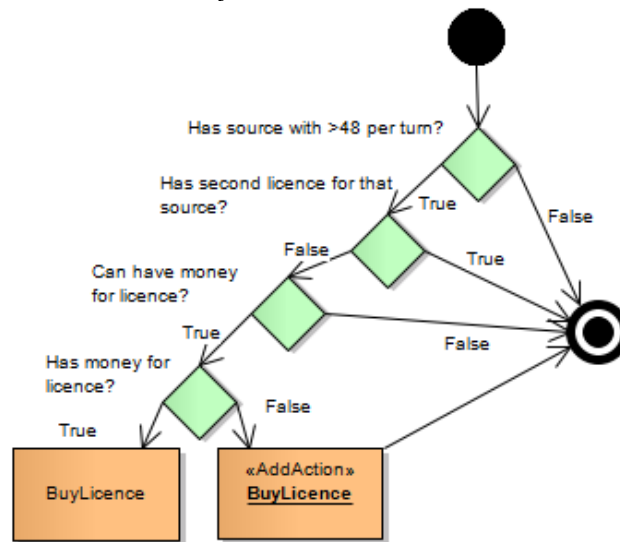 Has source with >48 per turn?
Has second licence for that
source?
True
False
False
True
Can have money
for licence?
True
False
Has money for
licence?
True
False
BuyLicence
«AddAction»
BuyLicence